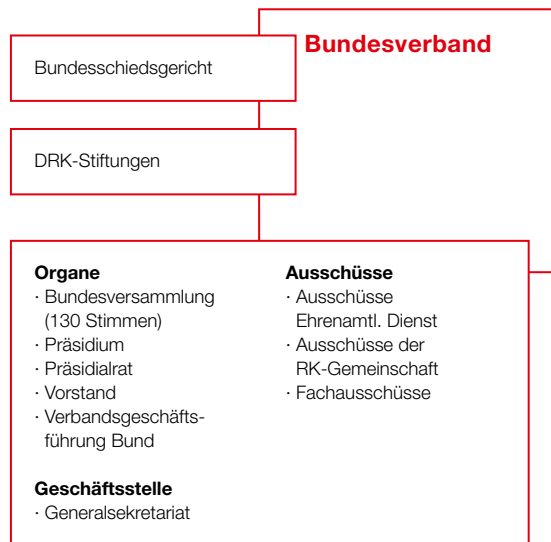 Bundesverband
Bundesschiedsgericht
DRK-Stiftungen
Organe
· Bundesversammlung
(130 Stimmen)
· Präsidium
· Präsidialrat
· Vorstand
· Verbandsgeschäfts-
führung Bund
Geschäftsstelle
· Generalsekretariat
Ausschüsse
· Ausschüsse
Ehrenamtl. Dienst
· Ausschüsse der
RK-Gemeinschaft
· Fachausschüsse